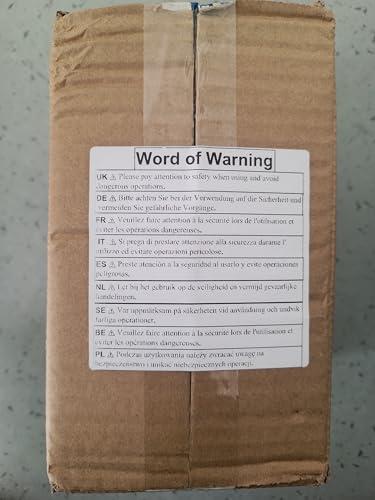 Word of Warning
UK ⚠ Please pay attention to safety when using and avoid
dangerous operations.
DE ⚠ Bitte achten Sie bei der Verwendung auf die Sicherheit und
vermeiden Sie gefährliche Vorgänge.
FR ⚠ Veuillez faire attention à la sécurité lors de l'utilisation et
éviter les opérations dangereuses.
IT ⚠ Si prega di prestare attenzione alla sicurezza durante l'
utilizzo ed evitare operazioni pericolose.
ES ⚠ Preste atención a la seguridad al usarlo y evite operaciones
peligrosas.
NL ⚠ Let bij het gebruik op de veiligheid en vermijd gevaarlijke
handelingen.
SE ⚠ Var uppmärksam på säkerheten vid användning och undvik
farliga operationer.
BE ⚠ Veuillez faire attention à la sécurité lors de l'utilisation et
éviter les opérations dangereuses.
PL ⚠ Podczas użytkowania należy zwracać uwagę na
bezpieczeństwo i unikać niebezpiecznych operacji.